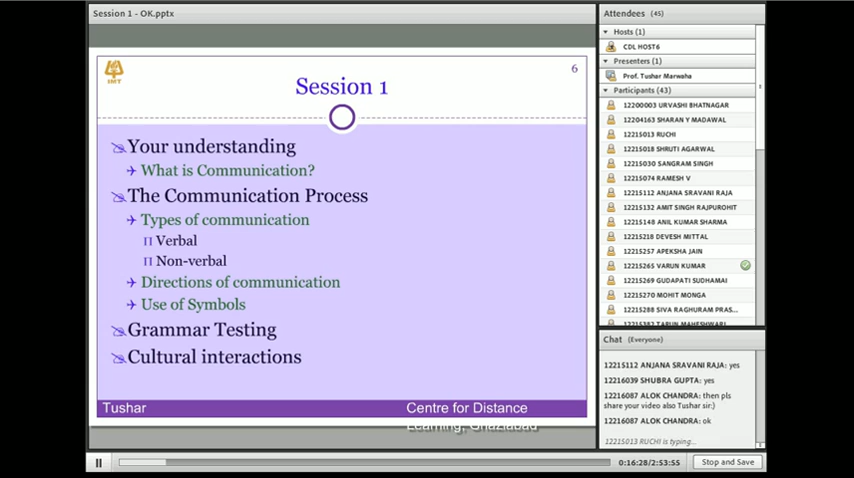 Session 1 - OK.pptx
IMT
6
Session 1
Your understanding
What is Communication?
The Communication Process
Types of communication
Verbal
Non-verbal
Directions of communication
Use of Symbols
Grammar Testing
Cultural interactions
Tushar
Centre for Distance
Learning, Ghaziabad
Attendees (45)
Hosts (1)
CDL HOST6
Presenters (1)
Prof. Tushar Marwaha
Participants (43)
12200003 URVASHI BHATNAGAR
12204163 SHARAN Y MADAWAL
12215013 RUCHI
12215018 SHRUTI AGARWAL
12215030 SANGRAM SINGH
12215074 RAMESH V
12215112 ANJANA SRAVANI RAJA
12215132 AMIT SINGH RAJPUROHIT
12215148 ANIL KUMAR SHARMA
12215218 DEVESH MITTAL
12215257 APEKSHA JAIN
12215265 VARUN KUMAR
12215269 GUDAPATI SUDHAMAI
12215270 MOHIT MONGA
12215288 SIVA RAGHURAM PRAS...
12215382 TARUN MAHESHWARI
Chat (Everyone)
12215112 ANJANA SRAVANI RAJA: yes
12216039 SHUBRA GUPTA: yes
12216087 ALOK CHANDRA: then pls
share your video also Tushar sir:)
12216087 ALOK CHANDRA: ok
12215013 RUCHI is typing...
0:16:28/2:53:55
Stop and Save